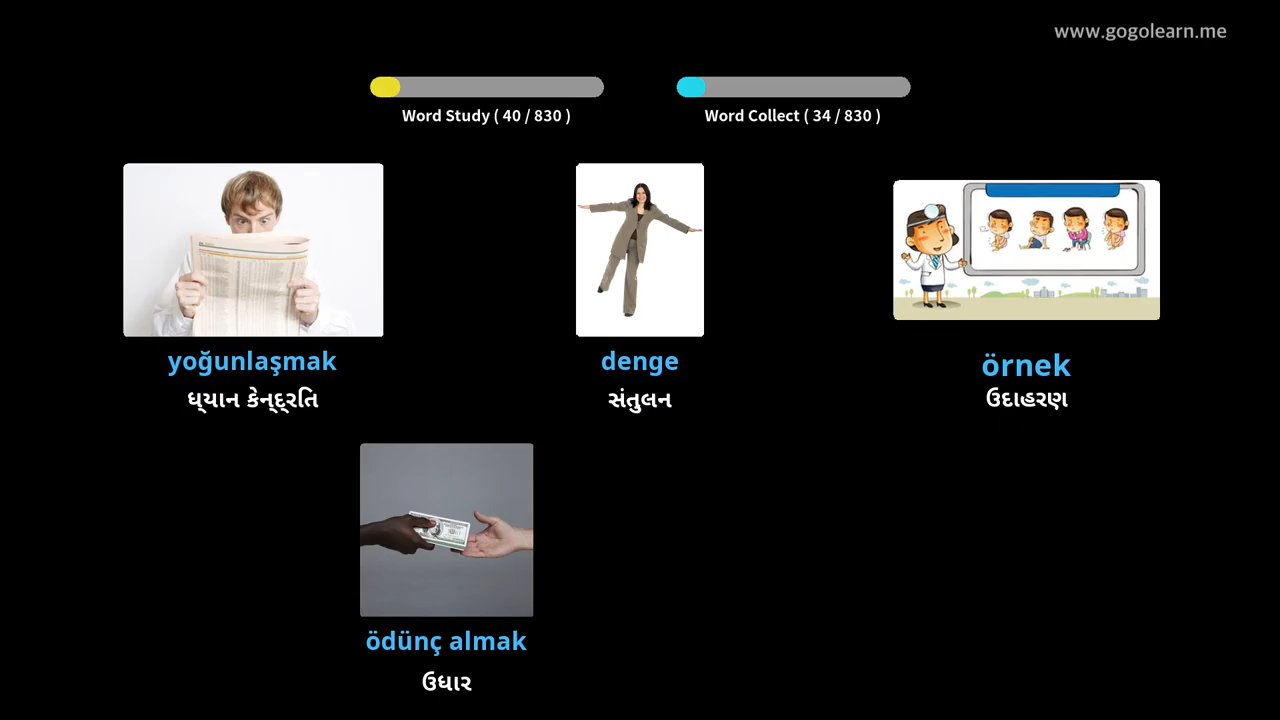 www.gogolearn.me
Word Study ( 40 / 830 )
Word Collect ( 34 / 830 )
yoğunlaşmak
denge
örnek
ધ્યાન કેન્દ્રતિ
સંતુલન
ઉદાહરણ
ödünç almak
ઉધાર